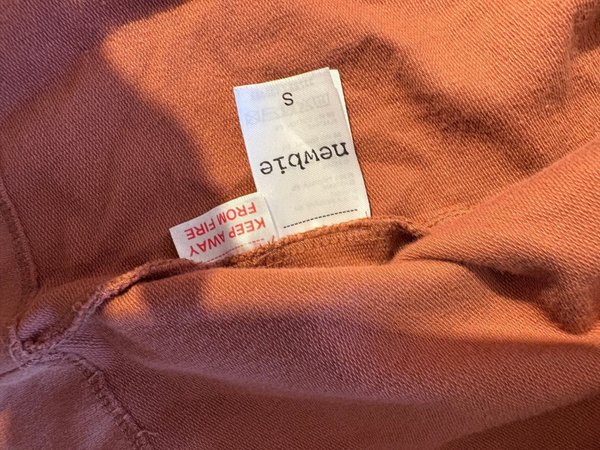 newbie
S
KEEP AWAY
FROM FIRE